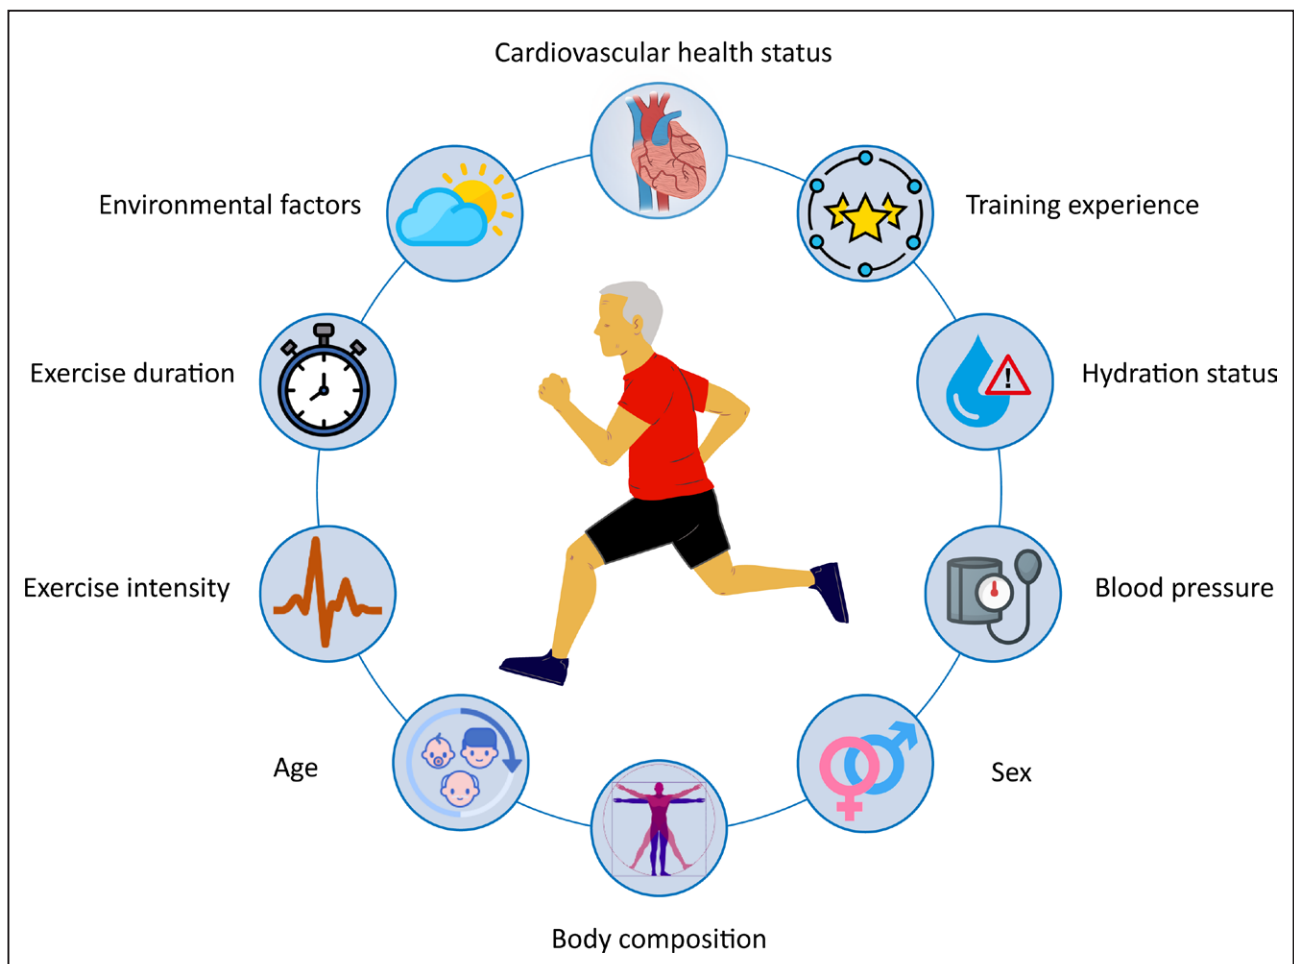 Cardiovascular health status
Environmental factors
Training experience
Exercise duration
Hydration status
!
Exercise intensity
Blood pressure
Age
Sex
Body composition